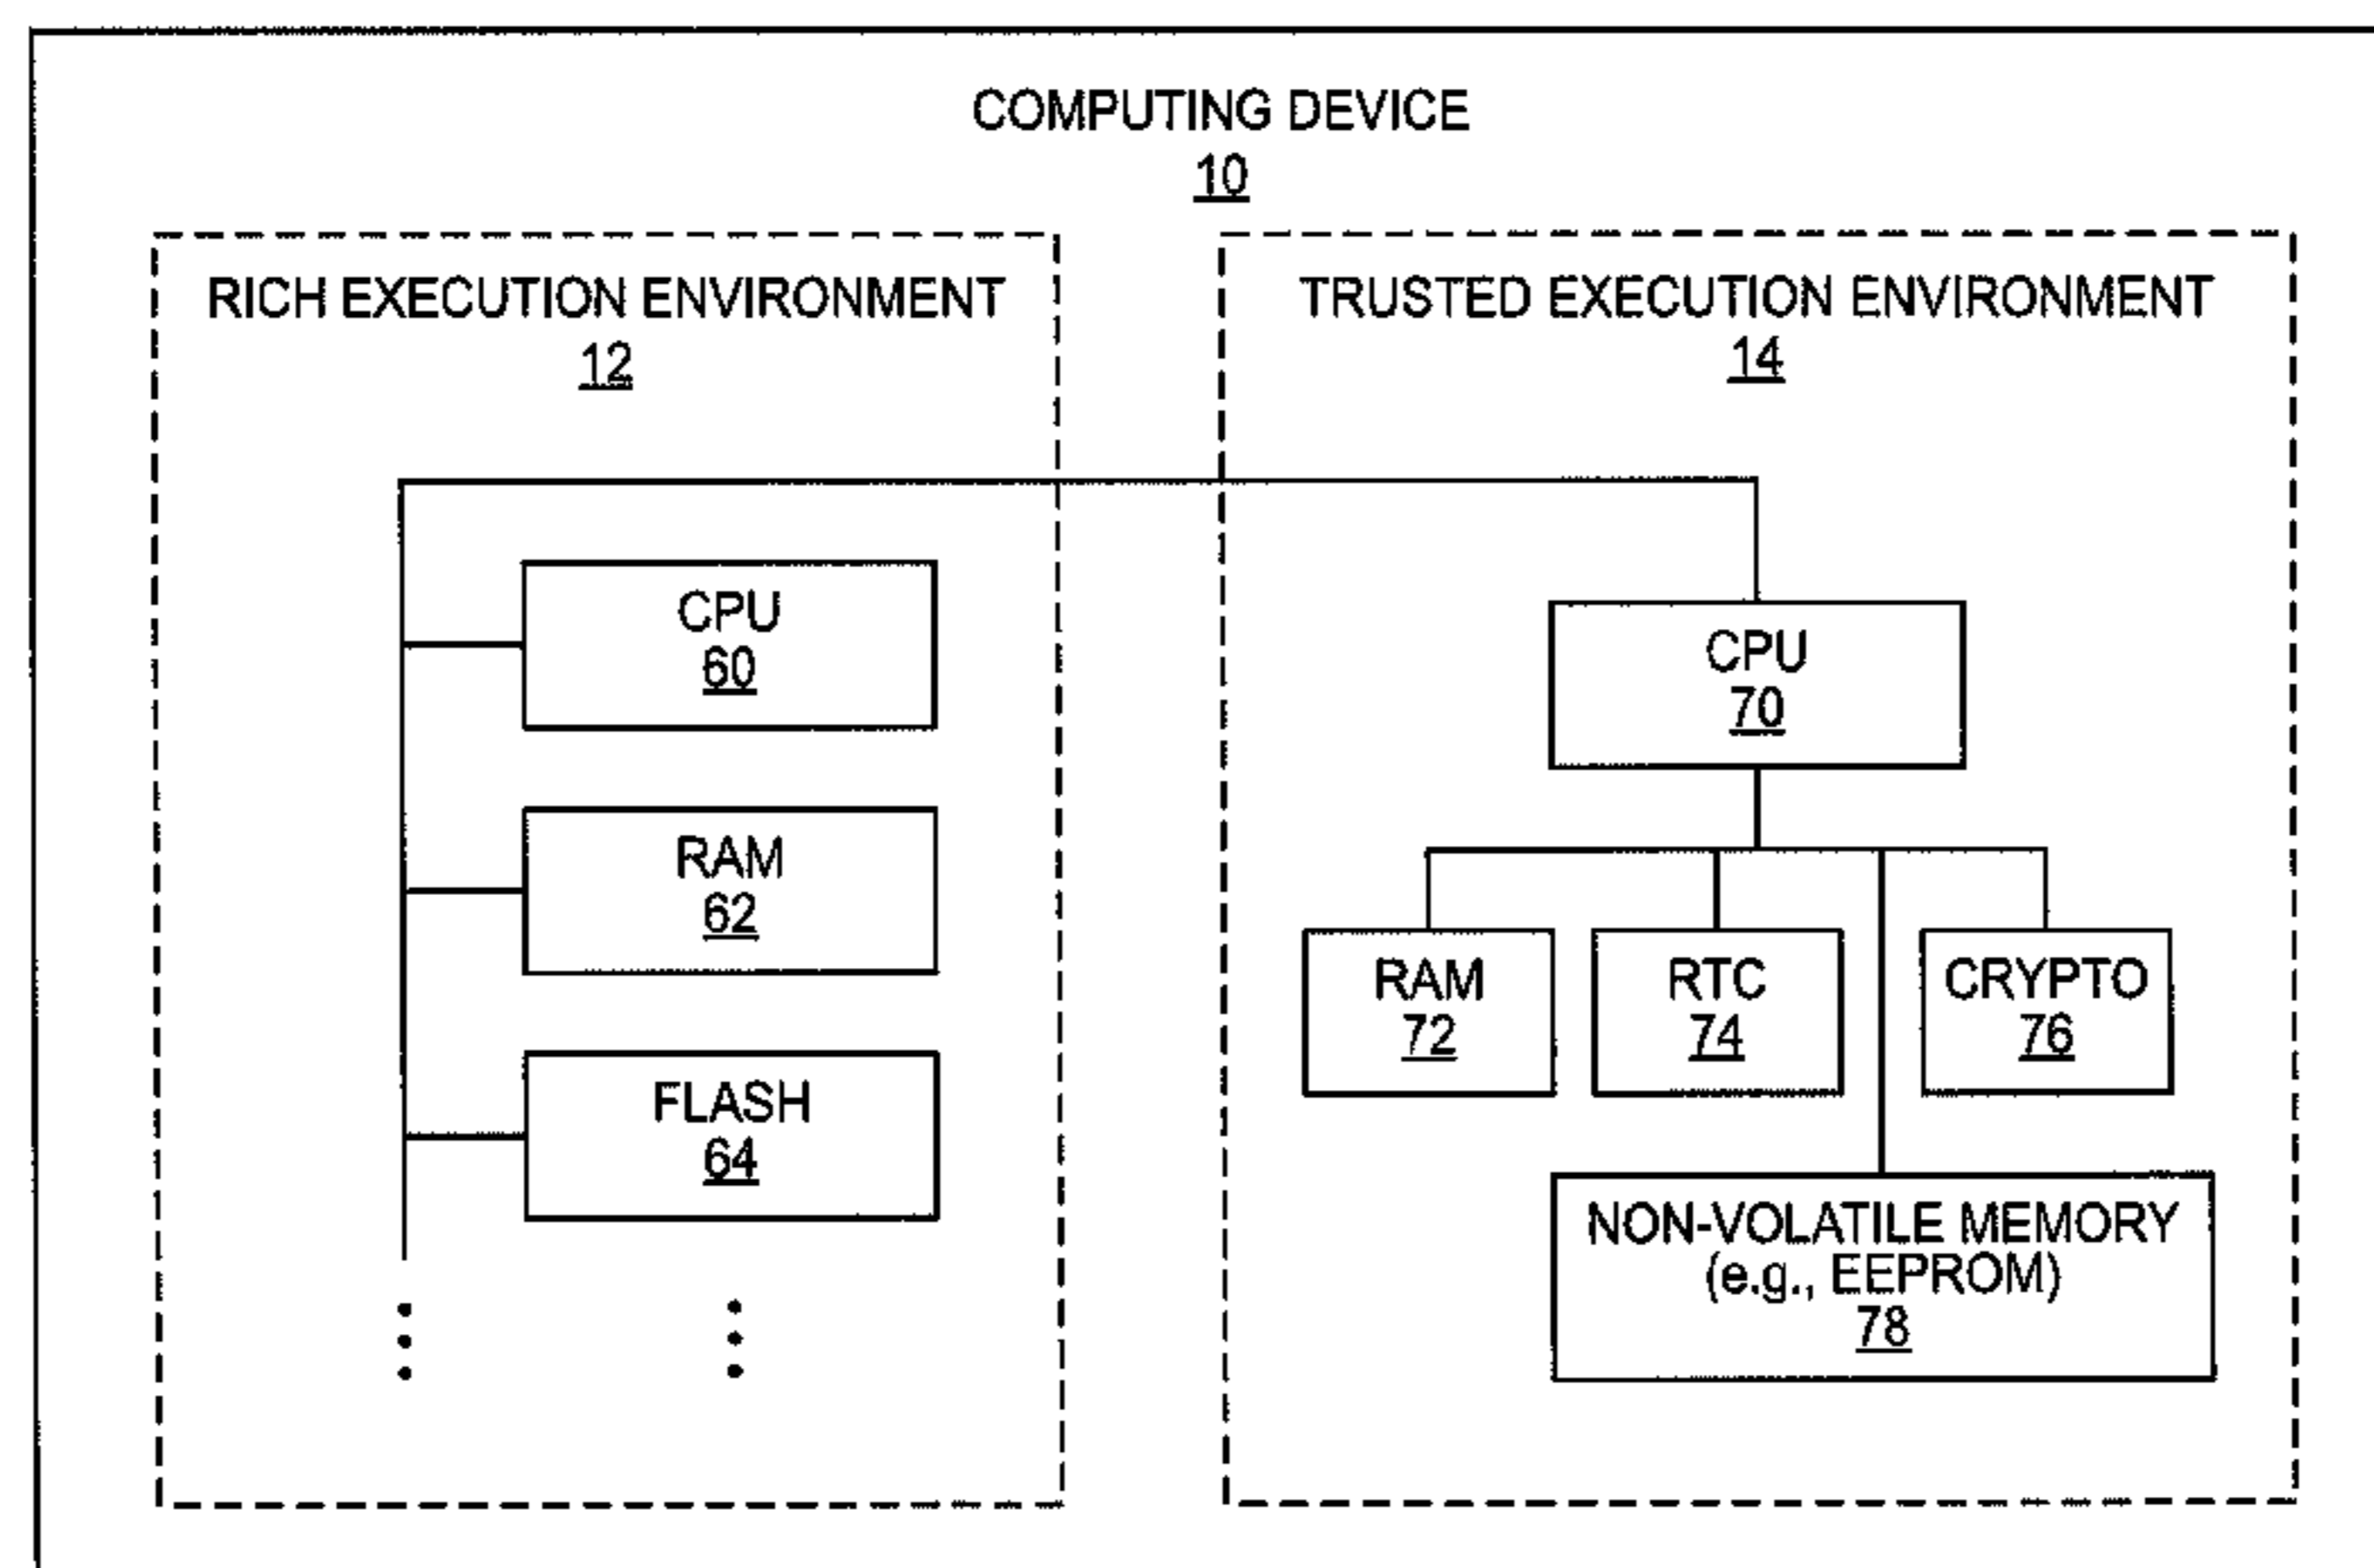 COMPUTING DEVICE
10
RICH EXECUTION ENVIRONMENT
12
CPU
60
RAM
62
FLASH
64
TRUSTED EXECUTION ENVIRONMENT
14
CPU
70
RAM
72
RTC
74
CRYPTO
76
NON-VOLATILE MEMORY
(e.g., EEPROM)
78